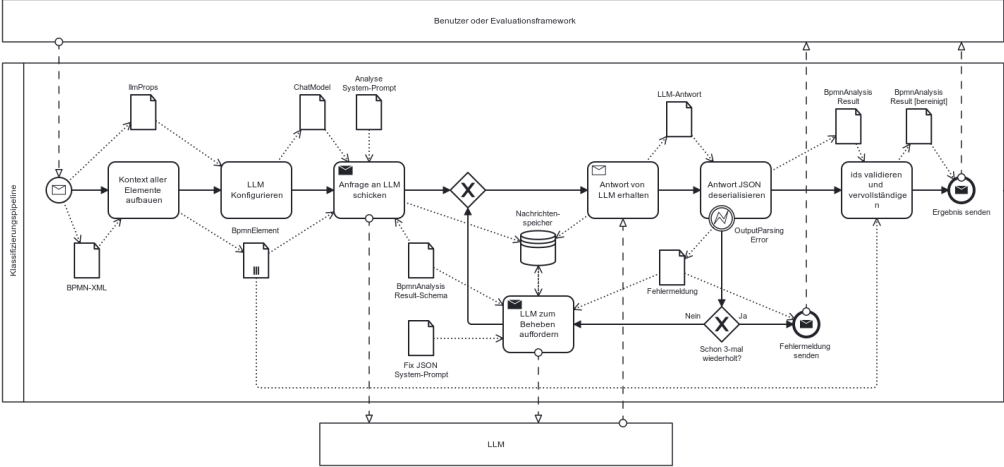 Benutzer oder Evaluationsframework
Klassifizierungspipeline
llmProps
ChatModel
Analyse
System-Prompt
LLM-Antwort
BpmnAnalysis
Result
BpmnAnalysis
Result [bereinigt]
Kontext aller
Elemente
aufbauen
LLM
Konfigurieren
Anfrage an LLM
schicken
Antwort von
LLM erhalten
Antwort JSON
deserialisieren
ids validieren
und
vervollständige
n
Ergebnis senden
Nachrichten-
speicher
OutputParsing
Error
BpmnElement
BPMN-XML
BpmnAnalysis
Result-Schema
Fehlermeldung
LLM zum
Beheben
auffordern
Nein
Ja
Schon 3-mal
wiederholt?
Fehlermeldung
senden
Fix JSON
System-Prompt
LLM